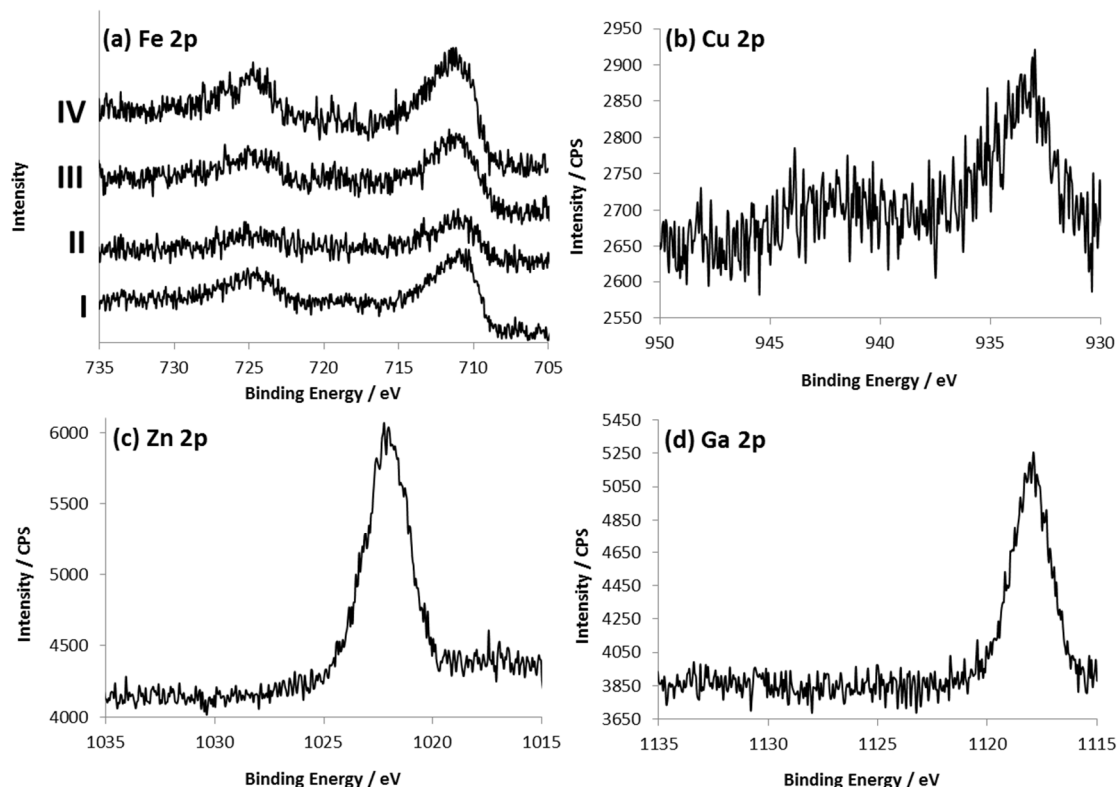 (a) Fe 2p
IV
III
II
I
Intensity
735 730 725 720 715 710 705
Binding Energy / eV
(b) Cu 2p
2950
2900
2850
2800
2750
2700
2650
2600
2550
Intensity / CPS
950 945 940 935 930
Binding Energy / eV
(c) Zn 2p
6000
5500
5000
4500
4000
Intensity / CPS
1035 1030 1025 1020 1015
Binding Energy / eV
(d) Ga 2p
5450
5250
5050
4850
4650
4450
4250
4050
3850
3650
Intensity / CPS
1135 1130 1125 1120 1115
Binding Energy / eV